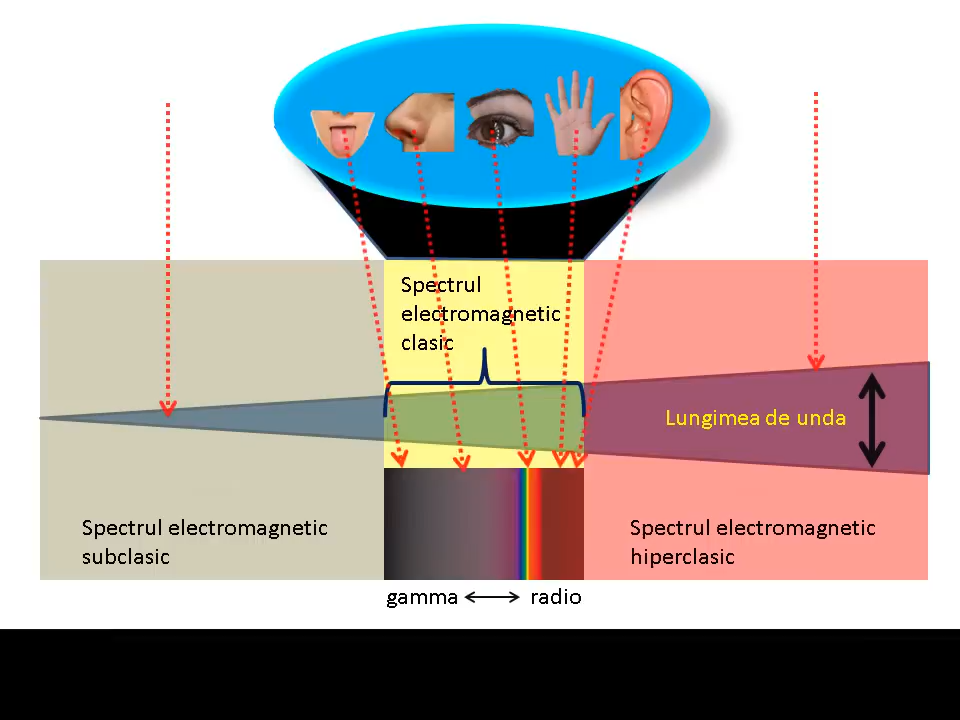 Spectrul
electromagnetic
clasic
Lungimea de unda
Spectrul electromagnetic
subclasic
Spectrul electromagnetic
hiperclasic
gamma
radio